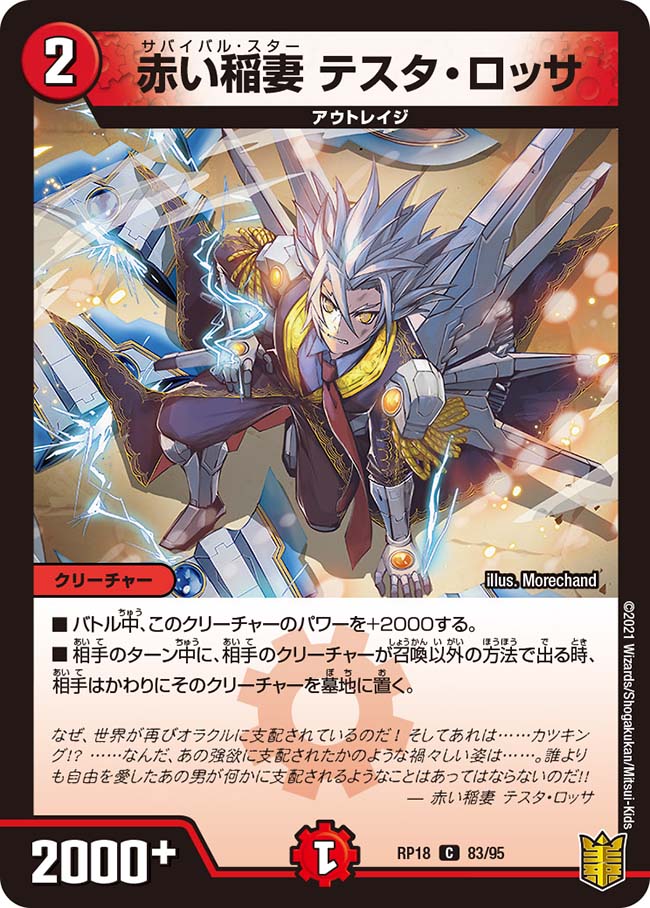 2
サバイバル・スター
赤い稲妻 テスタ・ロッサ
アウトレイジ
クリーチャー
illus. Morechand
■ バトル中、このクリーチャーのパワーを+2000する。
■ 相手のターン中に、相手のクリーチャーが召喚以外の方法で出る時、
相手はかわりにそのクリーチャーを墓地に置く。
なぜ、世界が再びオラクルに支配されているのだ！そしてあれは……カツキン
グ!? ……なんだ、あの強欲に支配されたかのような禍々しい姿は……。誰より
も自由を愛したあの男が何かに支配されるようなことはあってはならないのだ!!
— 赤い稲妻 テスタ・ロッサ
©2021 Wizards/Shogakukan/Mitsui-Kids
2000+
1
RP18 C 83/95